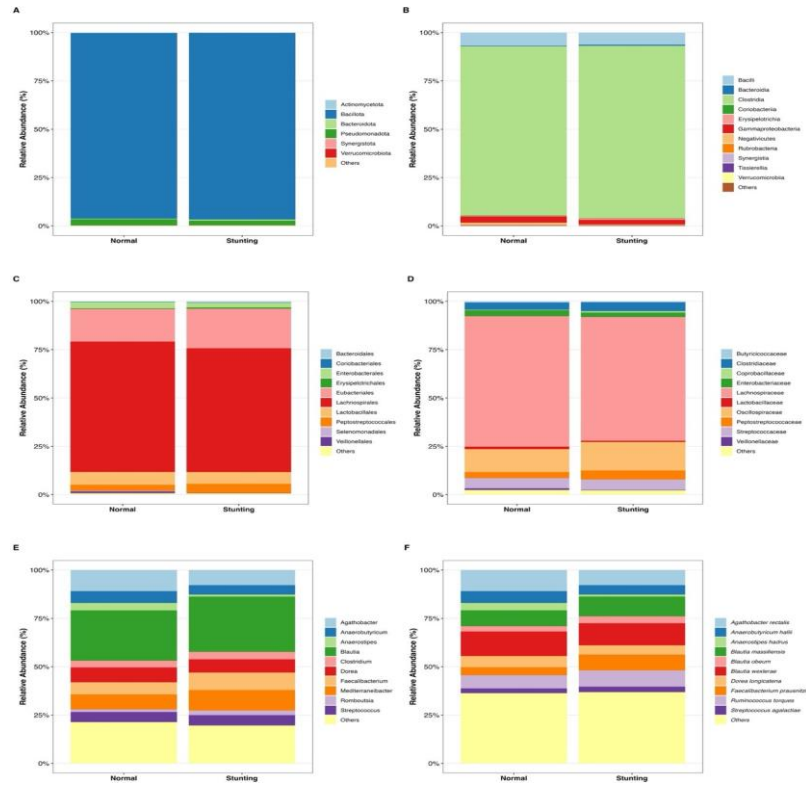 A
Relative Abundance (%)
100%
75%
50%
25%
0%
Normal
Stunting
Actinomycetota
Bacillota
Bacteroidota
Pseudomonadota
Synergistota
Verrucomicrobiota
Others
B
Relative Abundance (%)
100%
75%
50%
25%
0%
Normal
Stunting
Bacilli
Bacteroidia
Clostridia
Coriobacteriia
Erysipelotrichia
Gammaproteobacteria
Negativicutes
Rubrobacteria
Synergistia
Tissierellia
Verrucomicrobiia
Others
C
Relative Abundance (%)
100%
75%
50%
25%
0%
Normal
Stunting
Bacteroidales
Coriobacteriales
Enterobacterales
Erysipelotrichales
Eubacteriales
Lachnospirales
Lactobacillales
Peptostreptococcales
Selenomonadales
Veillonellales
Others
D
Relative Abundance (%)
100%
75%
50%
25%
0%
Normal
Stunting
Butyricicoccaceae
Clostridiaceae
Coprobacillaceae
Enterobacteriaceae
Lachnospiraceae
Lactobacillaceae
Oscillospiraceae
Peptostreptococcaceae
Streptococcaceae
Veillonellaceae
Others
E
Relative Abundance (%)
100%
75%
50%
25%
0%
Normal
Stunting
Agathobacter
Anaerobutyricum
Anaerostipes
Blautia
Clostridium
Dorea
Faecalibacterium
Mediterraneibacter
Romboutsia
Streptococcus
Others
F
Relative Abundance (%)
100%
75%
50%
25%
0%
Normal
Stunting
Agathobacter rectalis
Anaerobutyricum hallii
Anaerostipes hadrus
Blautia massiliensis
Blautia obeum
Blautia wexlerae
Dorea longicatena
Faecalibacterium prausnitzii
Ruminococcus torques
Streptococcus agalactiae
Others